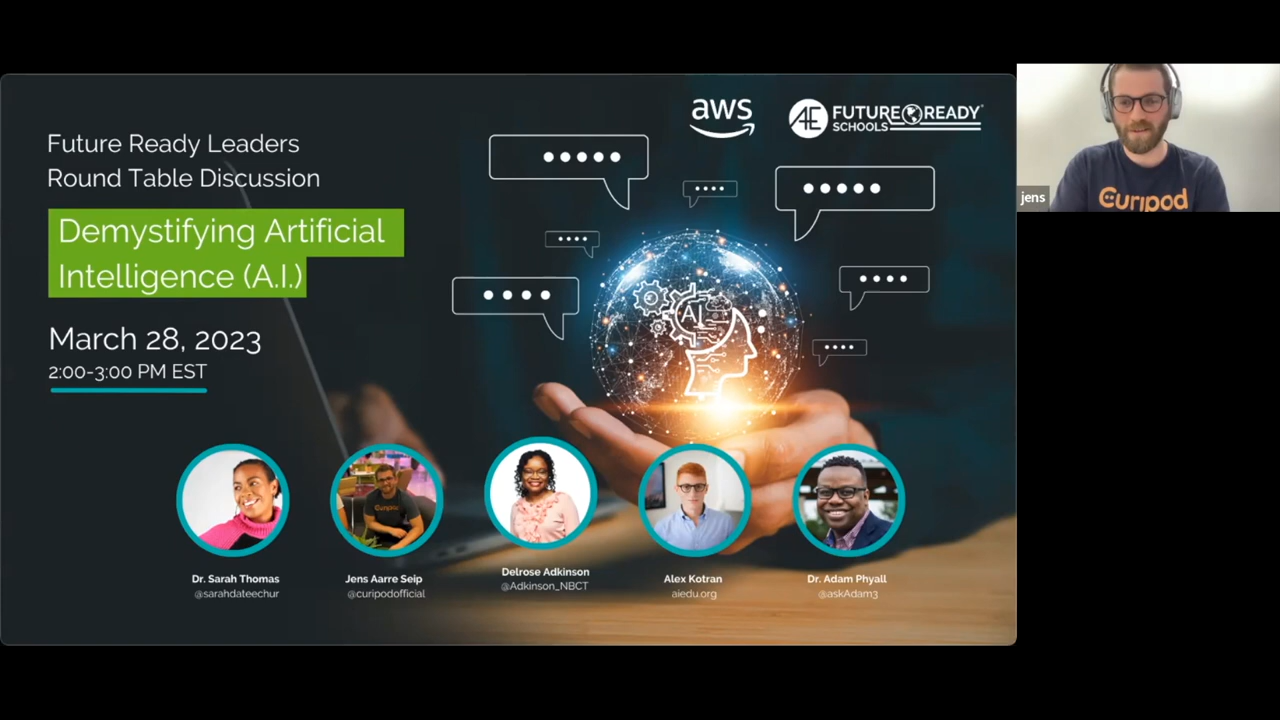 aws
FUTURE READY
SCHOOLS
Future Ready Leaders
Round Table Discussion
Demystifying Artificial
Intelligence (A.I.)
March 28, 2023
2:00-3:00 PM EST
AI
Dr. Sarah Thomas
@sarahdateechur
Jens Aarre Seip
@curipodofficial
Delrose Adkinson
@Adkinson_NBCT
Alex Kotran
aiedu.org
Dr. Adam Phyall
@askAdam3
jens
Curipod
Curipod